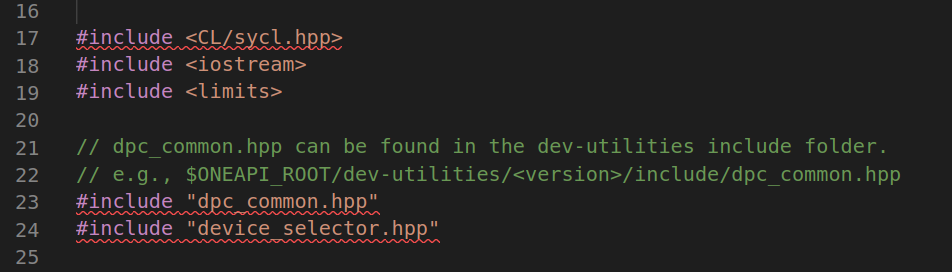 16
17 #include <CL/sycl.hpp>
18 #include <iostream>
19 #include <limits>
20
21 // dpc_common.hpp can be found in the dev-utilities include folder.
22 // e.g., $ONEAPI_ROOT/dev-utilities/<version>/include/dpc_common.hpp
23 #include "dpc_common.hpp"
24 #include "device_selector.hpp"
25